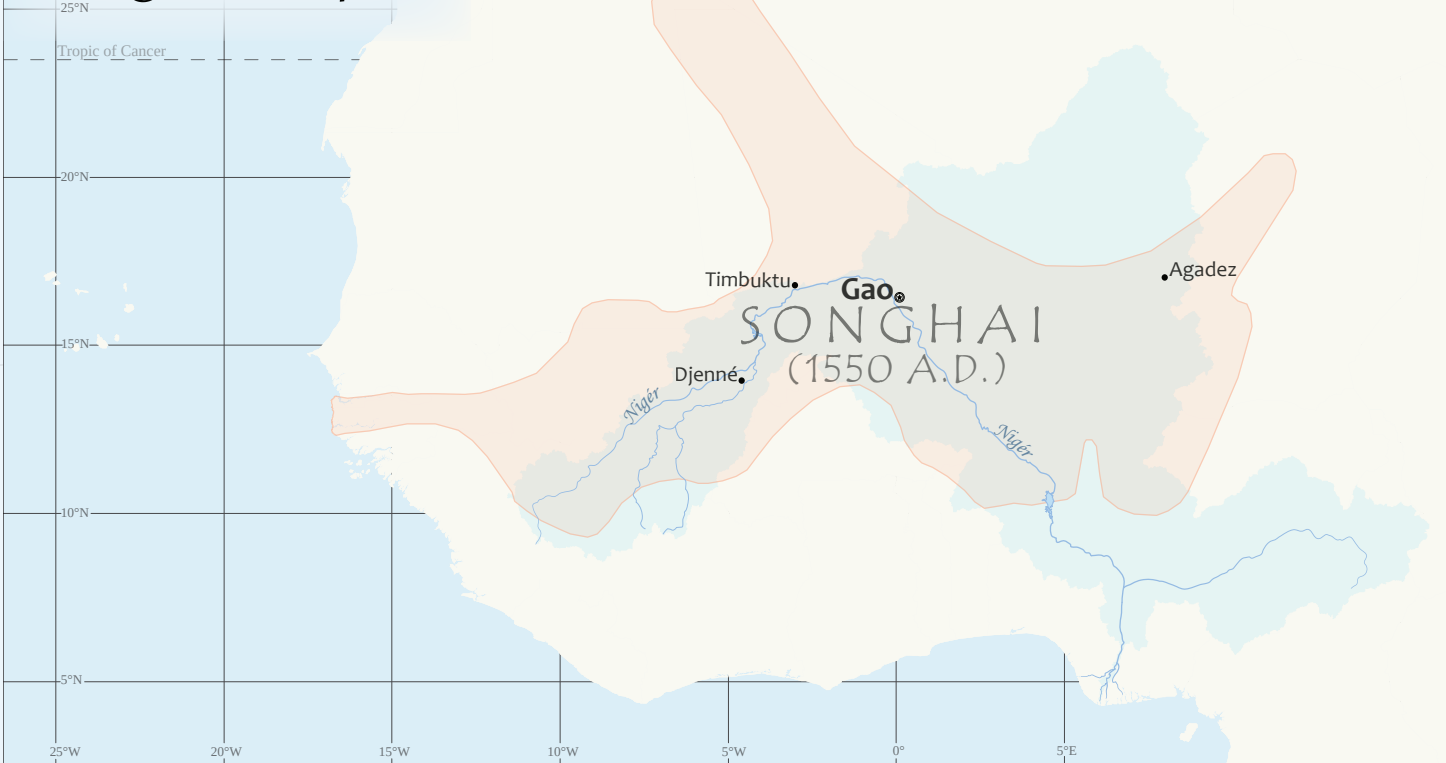 25°N
Tropic of Cancer
20°N
Agadez
Timbuktu
Gao
SONGHAI
15°N
(1550 A.D.)
Djenné
Nigér
Nigér
10°N
5°N
25°W
20°W
15°W
10°W
5°W
0°
5°E